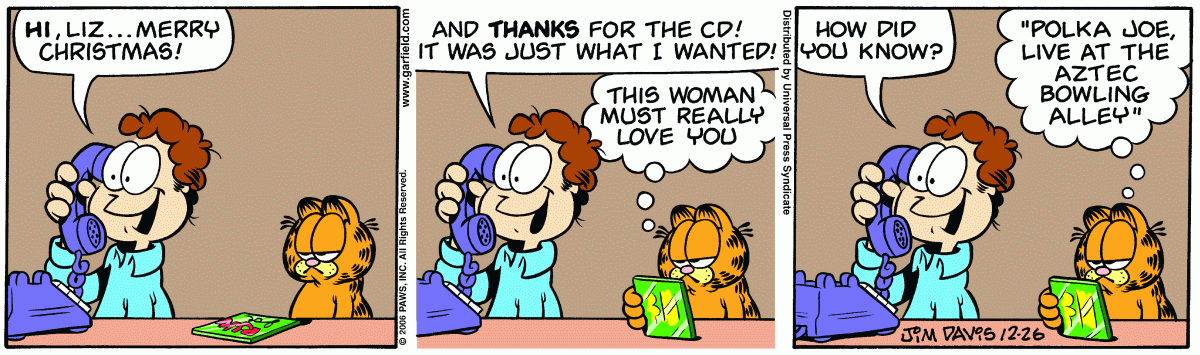 HI, LIZ...MERRY
CHRISTMAS!
www.garfield.com
© 2006 PAWS, INC. All Rights Reserved.
AND THANKS FOR THE CD!
IT WAS JUST WHAT I WANTED!
THIS WOMAN
MUST REALLY
LOVE YOU
Distributed by Universal Press Syndicate
HOW DID
YOU KNOW?
"POLKA JOE,
LIVE AT THE
AZTEC
BOWLING
ALLEY"
JIM DAVIS 12-26